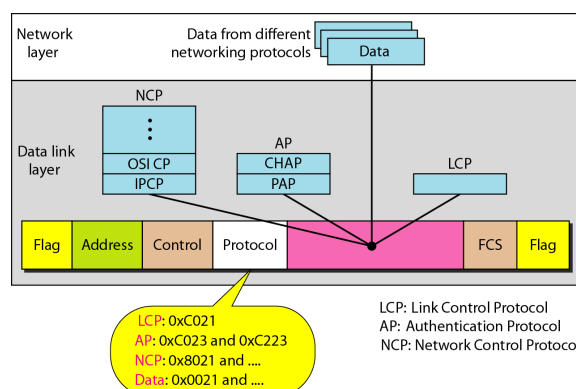 Network
layer
Data from different
networking protocols
Data
NCP
OSI CP
IPCP
AP
CHAP
PAP
LCP
Data link
layer
Flag
Address
Control
Protocol
FCS
Flag
LCP: 0xC021
AP: 0xC023 and 0xC223
NCP: 0x8021 and ....
Data: 0x0021 and ....
LCP: Link Control Protocol
AP: Authentication Protocol
NCP: Network Control Protoco